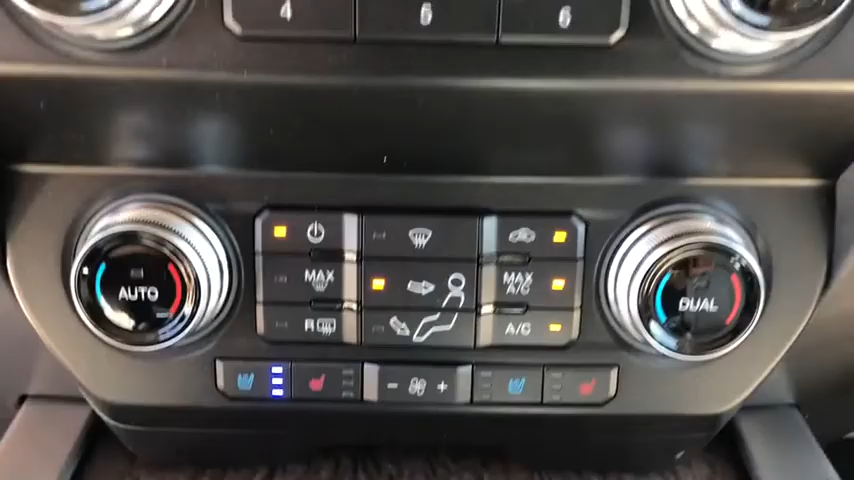 4 5 6
MAX
MAX A/C
AUTO
DUAL
R
A/C
- +